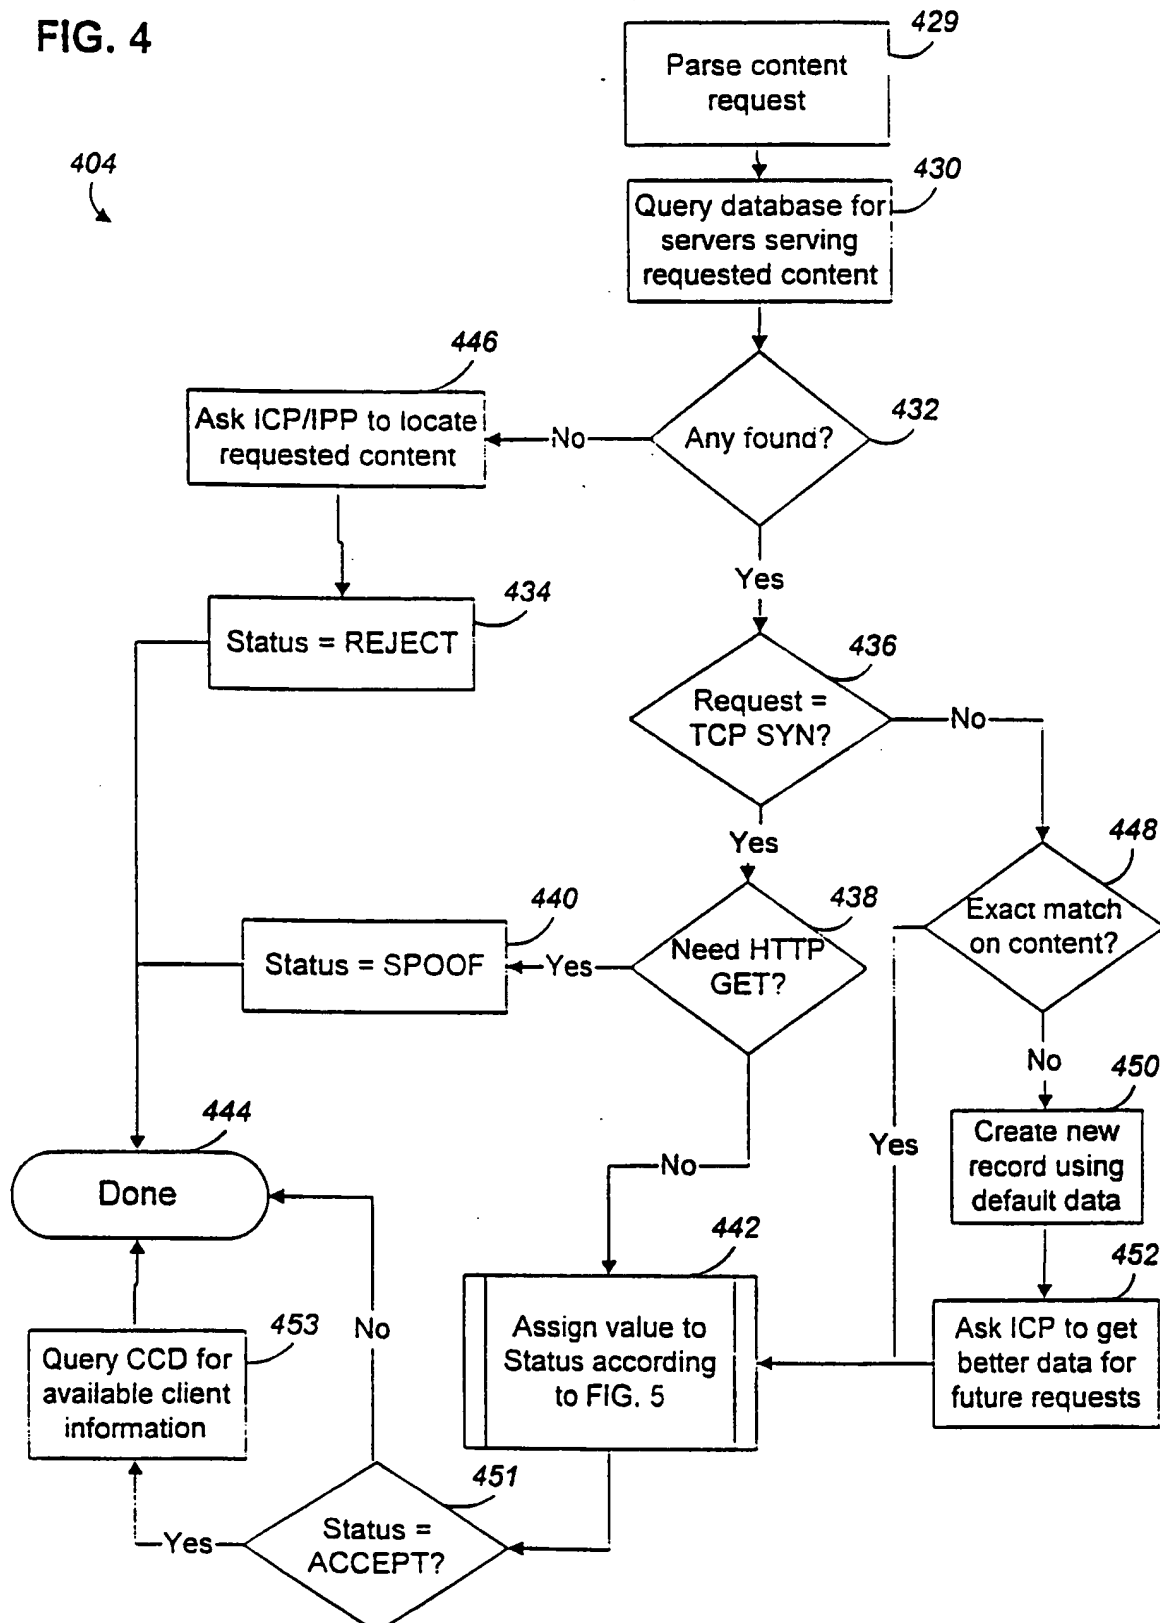 FIG. 4
429
Parse content
request
404
430
Query database for
servers serving
requested content
446
Ask ICP/IPP to locate
requested content
No
Any found?
432
Yes
434
Status = REJECT
436
Request =
TCP SYN?
No
Yes
448
Exact match
on content?
440
Status = SPOOF
Yes
438
Need HTTP
GET?
No
450
Create new
record using
default data
Yes
444
Done
No
442
Assign value to
Status according
to FIG. 5
452
Ask ICP to get
better data for
future requests
453
Query CCD for
available client
information
No
451
Status =
ACCEPT?
Yes